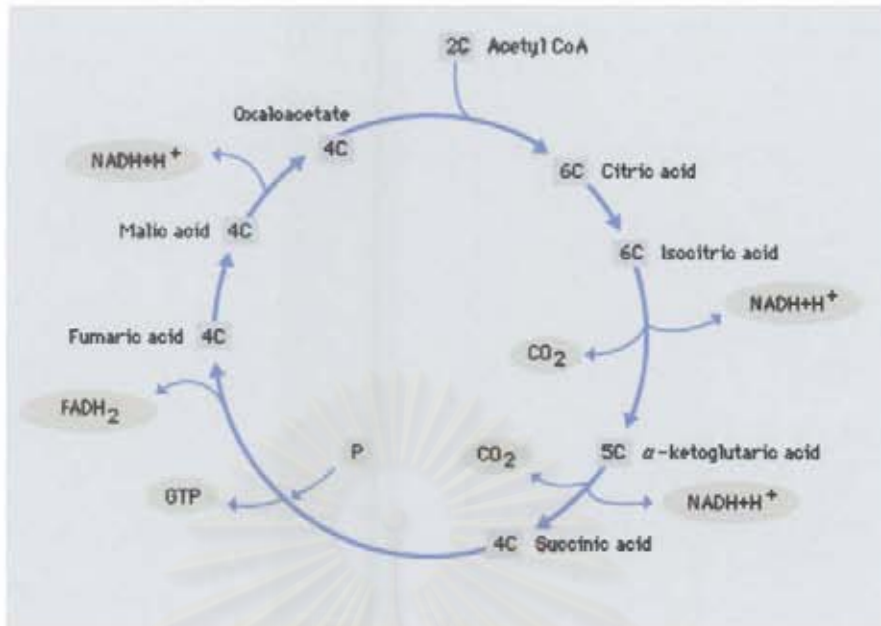 2C Acetyl CoA
Oxaloacetate
4C
NADH+H+
6C Citric acid
Malic acid 4C
6C Isocitric acid
NADH+H+
Fumaric acid 4C
CO2
FADH2
P
CO2
5C α-ketoglutaric acid
GTP
NADH+H+
4C Succinic acid